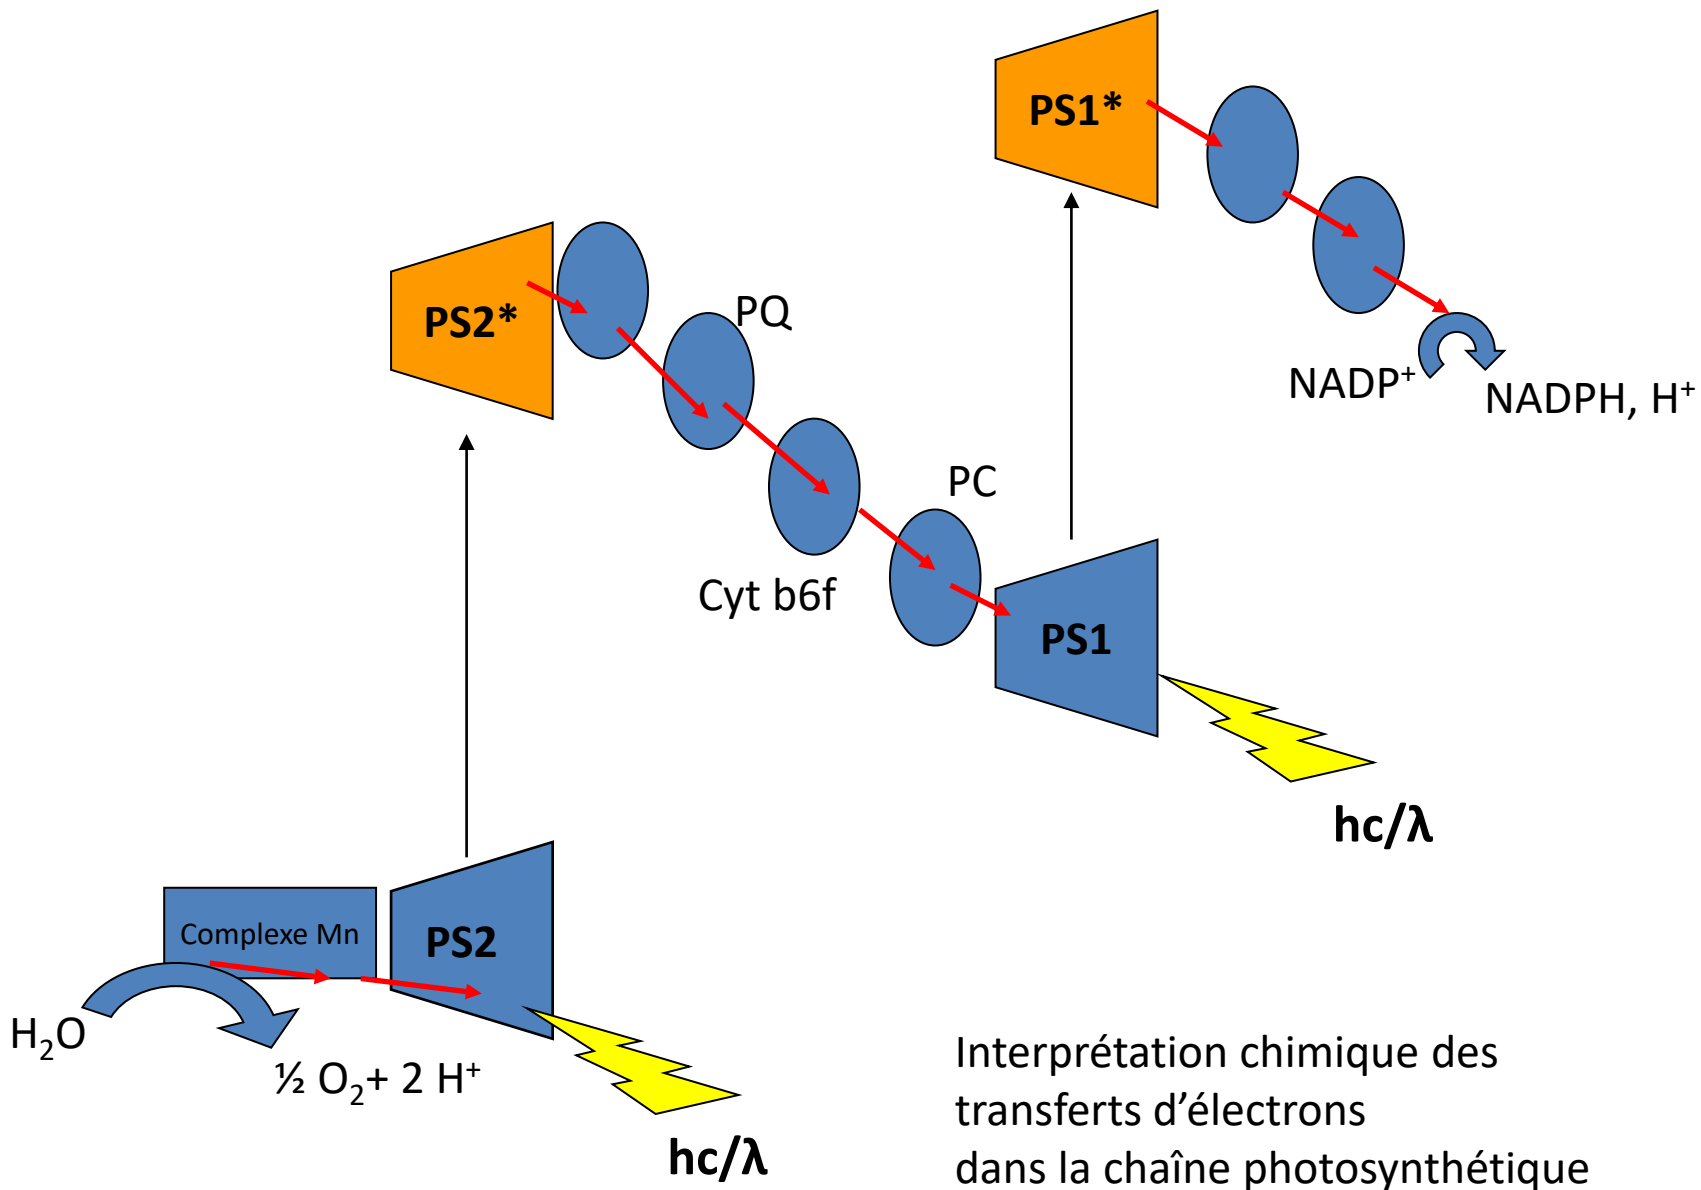 PS1*
PS2*
PQ
NADP⁺
NADPH, H⁺
PC
Cyt b6f
PS1
hc/λ
Complexe Mn
PS2
H₂O
½ O₂+ 2 H⁺
hc/λ
Interprétation chimique des
transferts d’électrons
dans la chaîne photosynthétique